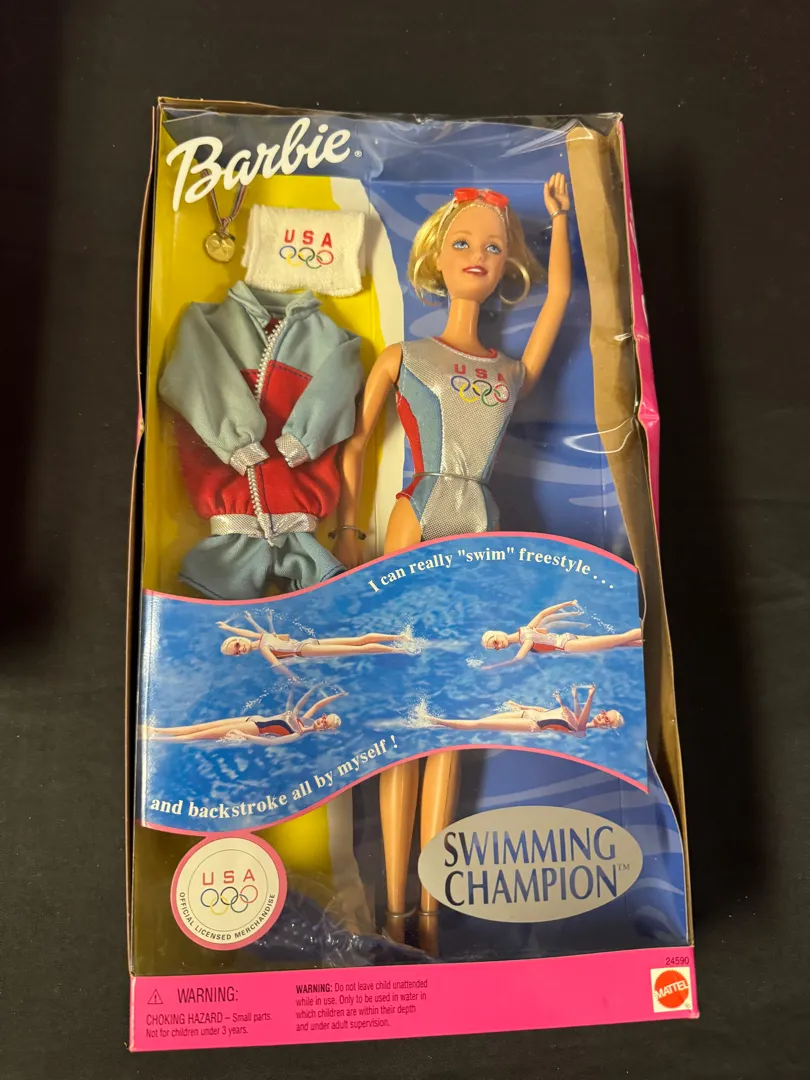 Barbie®
USA
USA
I can really "swim" freestyle...
and backstroke all by myself!
USA
OFFICIAL LICENSED MERCHANDISE
SWIMMING
CHAMPION™
24590
MATTEL
WARNING:
CHOKING HAZARD – Small parts.
Not for children under 3 years.
WARNING: Do not leave child unattended
while in use. Only to be used in water in
which children are within their depth
and under adult supervision.